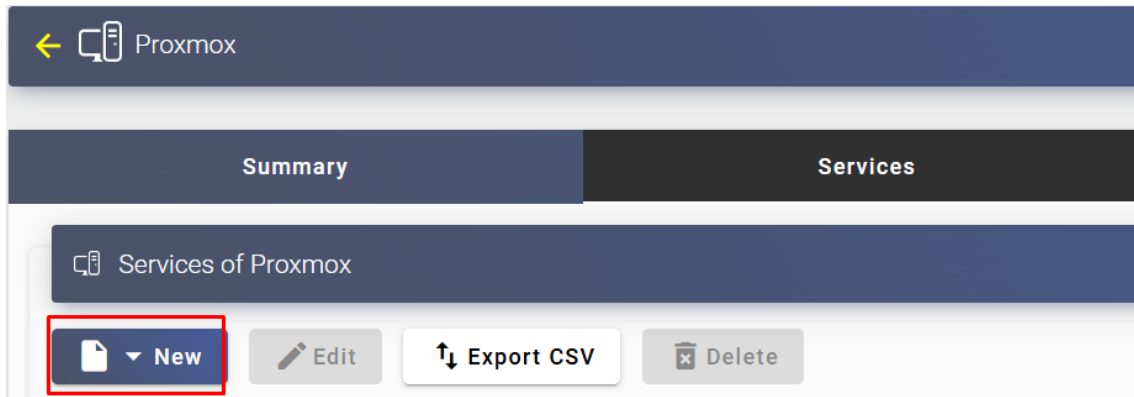 Proxmox
Summary Services
Services of Proxmox
New Edit Export CSV Delete